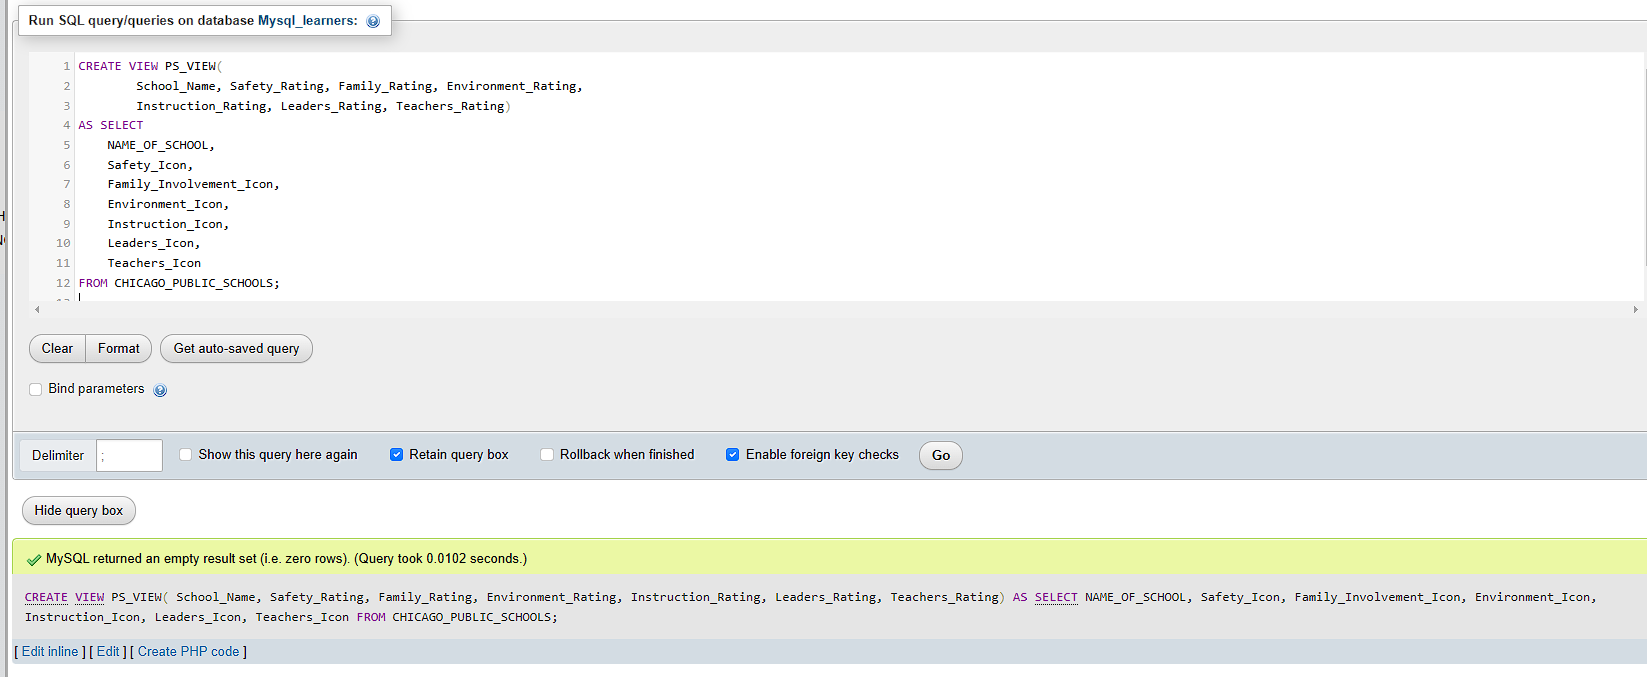 Run SQL query/queries on database Mysql_learners:
1 CREATE VIEW PS_VIEW(
2 School_Name, Safety_Rating, Family_Rating, Environment_Rating,
3 Instruction_Rating, Leaders_Rating, Teachers_Rating)
4 AS SELECT
5 NAME_OF_SCHOOL,
6 Safety_Icon,
7 Family_Involvement_Icon,
8 Environment_Icon,
9 Instruction_Icon,
10 Leaders_Icon,
11 Teachers_Icon
12 FROM CHICAGO_PUBLIC_SCHOOLS;
Clear Format Get auto-saved query
Bind parameters
Delimiter ; Show this query here again Retain query box Rollback when finished Enable foreign key checks Go
Hide query box
MySQL returned an empty result set (i.e. zero rows). (Query took 0.0102 seconds.)
CREATE VIEW PS_VIEW( School_Name, Safety_Rating, Family_Rating, Environment_Rating, Instruction_Rating, Leaders_Rating, Teachers_Rating) AS SELECT NAME_OF_SCHOOL, Safety_Icon, Family_Involvement_Icon, Environment_Icon,
Instruction_Icon, Leaders_Icon, Teachers_Icon FROM CHICAGO_PUBLIC_SCHOOLS;
[ Edit inline ] [ Edit ] [ Create PHP code ]